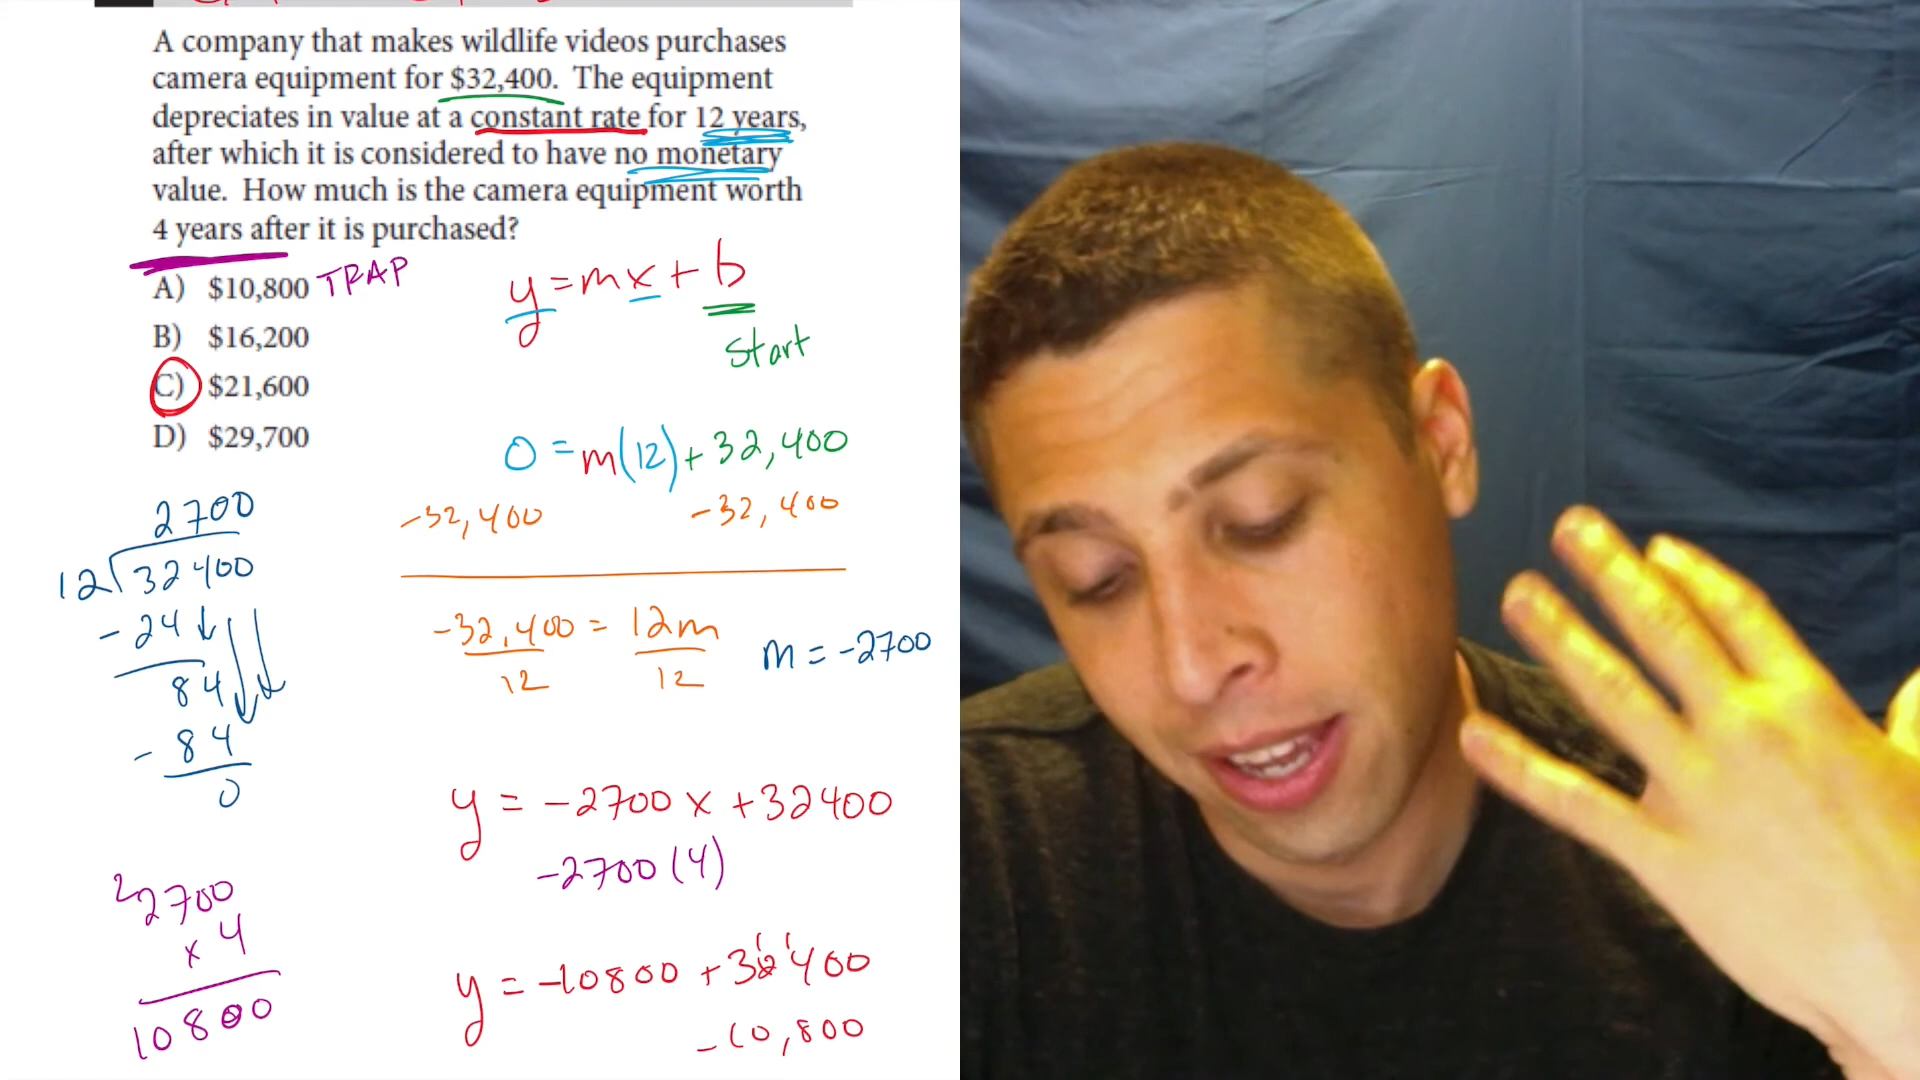 A company that makes wildlife videos purchases
camera equipment for $32,400. The equipment
depreciates in value at a constant rate for 12 years,
after which it is considered to have no monetary
value. How much is the camera equipment worth
4 years after it is purchased?
A) $10,800 TRAP
B) $16,200
C) $21,600
D) $29,700
y = mx + b
Start
0 = m(12) + 32,400
-32,400 -32,400
-32,400 = 12m
12 12
m = -2700
2700
12 32400
- 24
84
- 84
0
y = -2700 x + 32400
-2700 (4)
2
2700
x 4
10800
1 1
y = -10800 + 32400
-10,800